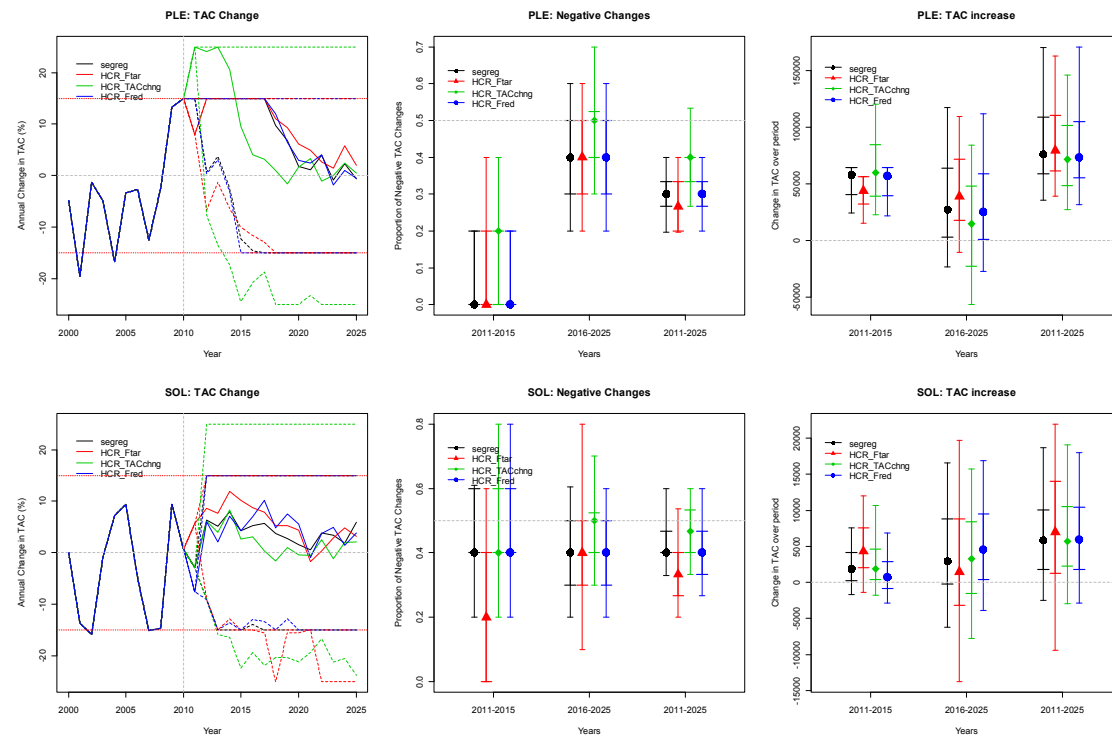 PLE: TAC Change
segreg
HCR_Ftar
HCR_TACchng
HCR_Fred
Annual Change in TAC (%)
20
10
0
-10
-20
2000
2005
2010
2015
2020
2025
Year
PLE: Negative Changes
segreg
HCR_Ftar
HCR_TACchng
HCR_Fred
Proportion of Negative TAC Changes
0.7
0.6
0.5
0.4
0.3
0.2
0.1
0.0
2011-2015
2016-2025
2011-2025
Years
PLE: TAC increase
segreg
HCR_Ftar
HCR_TACchng
HCR_Fred
Change in TAC over period
150000
100000
50000
0
-50000
2011-2015
2016-2025
2011-2025
Years
SOL: TAC Change
segreg
HCR_Ftar
HCR_TACchng
HCR_Fred
Annual Change in TAC (%)
20
10
0
-10
-20
2000
2005
2010
2015
2020
2025
Year
SOL: Negative Changes
segreg
HCR_Ftar
HCR_TACchng
HCR_Fred
Proportion of Negative TAC Changes
0.8
0.6
0.4
0.2
0.0
2011-2015
2016-2025
2011-2025
Years
SOL: TAC increase
segreg
HCR_Ftar
HCR_TACchng
HCR_Fred
Change in TAC over period
20000
15000
10000
5000
0
-5000
-10000
-15000
2011-2015
2016-2025
2011-2025
Years